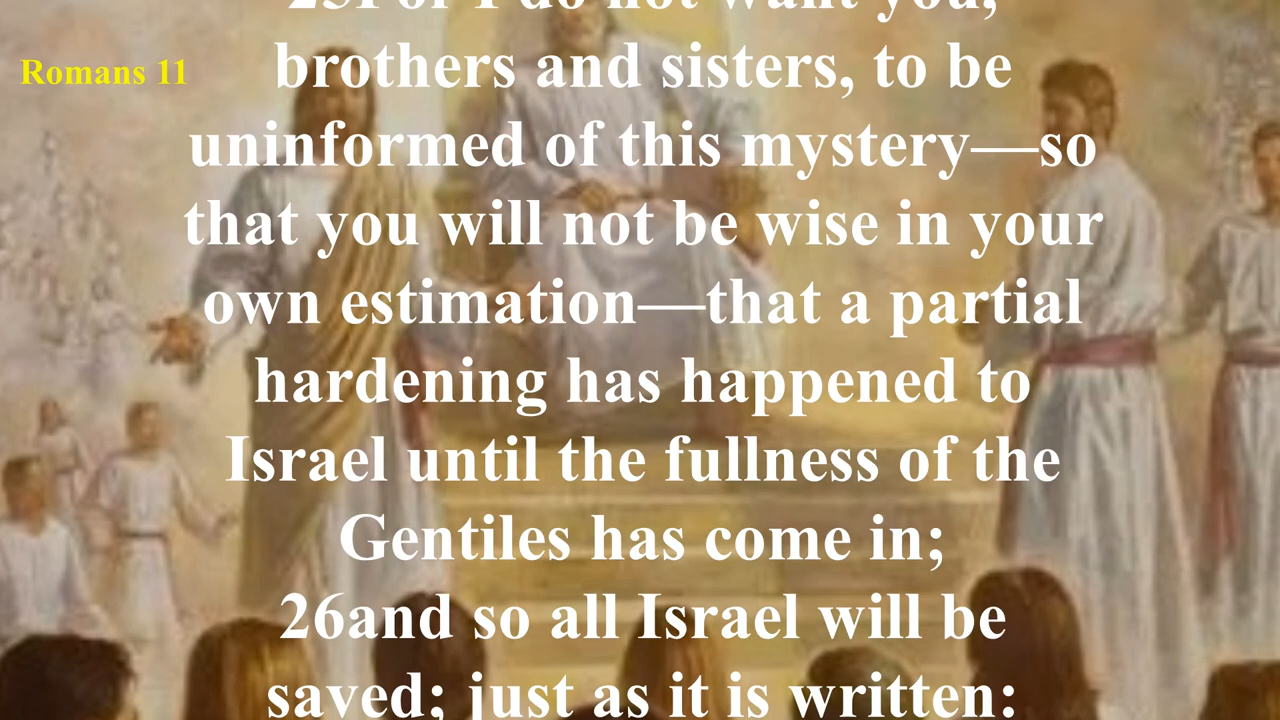 25For I do not want you,
Romans 11
brothers and sisters, to be
uninformed of this mystery—so
that you will not be wise in your
own estimation—that a partial
hardening has happened to
Israel until the fullness of the
Gentiles has come in;
26and so all Israel will be
saved; just as it is written: